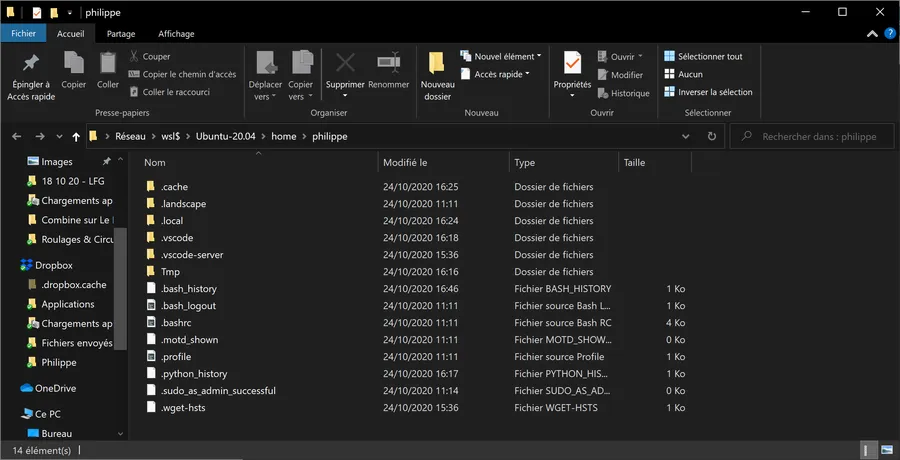 philippe
Fichier Accueil Partage Affichage
Épingler à Accès rapide
Copier
Coller
Couper
Copier le chemin d'accès
Coller le raccourci
Presse-papiers
Déplacer vers
Copier vers
Supprimer
Renommer
Organiser
Nouveau dossier
Nouvel élément
Accès rapide
Nouveau
Propriétés
Ouvrir
Modifier
Historique
Ouvrir
Sélectionner tout
Aucun
Inverser la sélection
Sélectionner
Réseau > wsl$ > Ubuntu-20.04 > home > philippe
Rechercher dans : philippe
Images
18 10 20 - LFG
Chargements ap
Combine sur Le
Roulages & Circu
Dropbox
.dropbox.cache
Applications
Chargements ap
Fichiers envoyés
Philippe
OneDrive
Ce PC
Bureau
Nom Modifié le Type Taille
.cache 24/10/2020 16:25 Dossier de fichiers
.landscape 24/10/2020 11:11 Dossier de fichiers
.local 24/10/2020 16:24 Dossier de fichiers
.vscode 24/10/2020 16:18 Dossier de fichiers
.vscode-server 24/10/2020 15:36 Dossier de fichiers
Tmp 24/10/2020 16:16 Dossier de fichiers
.bash_history 24/10/2020 16:46 Fichier BASH_HISTORY 1 Ko
.bash_logout 24/10/2020 11:11 Fichier source Bash L... 1 Ko
.bashrc 24/10/2020 11:11 Fichier source Bash RC 4 Ko
.motd_shown 24/10/2020 11:11 Fichier MOTD_SHOW... 0 Ko
.profile 24/10/2020 11:11 Fichier source Profile 1 Ko
.python_history 24/10/2020 16:17 Fichier PYTHON_HIS... 1 Ko
.sudo_as_admin_successful 24/10/2020 11:14 Fichier SUDO_AS_AD... 0 Ko
.wget-hsts 24/10/2020 15:36 Fichier WGET-HSTS 1 Ko
14 élément(s)